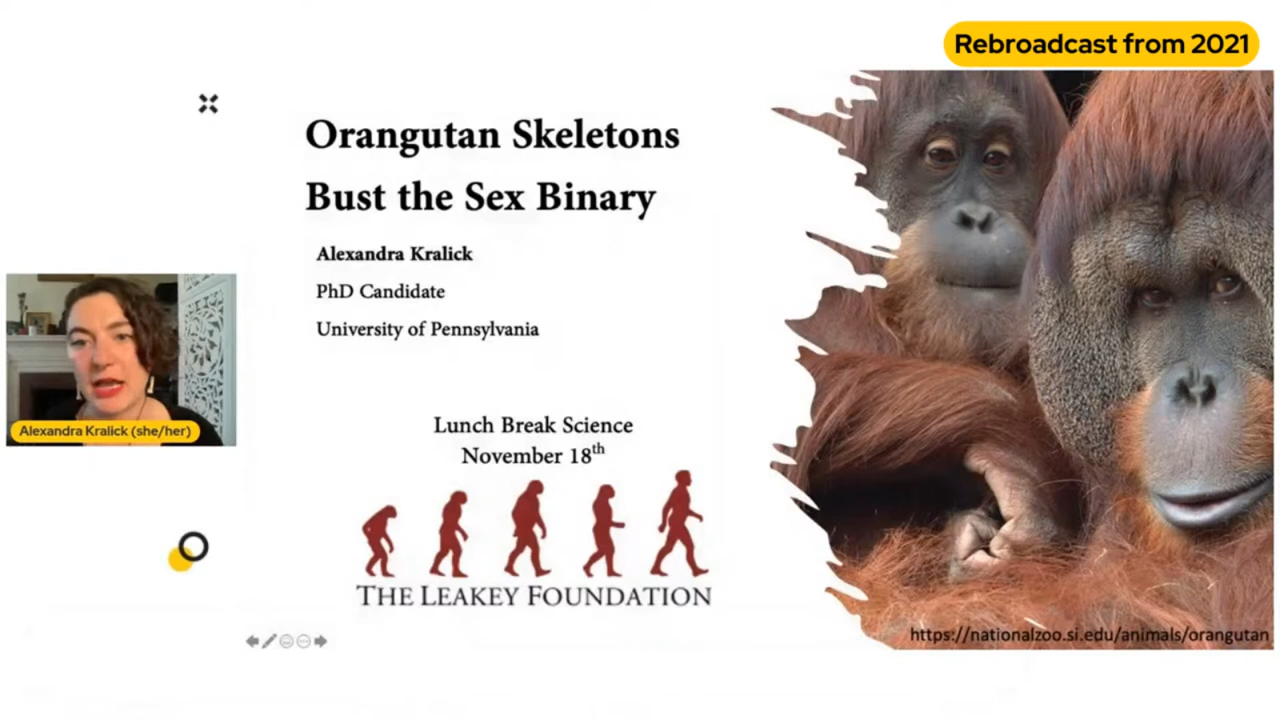 Rebroadcast from 2021
Orangutan Skeletons
Bust the Sex Binary
Alexandra Kralick
PhD Candidate
University of Pennsylvania
Alexandra Kralick (she/her)
Lunch Break Science
November 18th
THE LEAKEY FOUNDATION
https://nationalzoo.si.edu/animals/orangutan